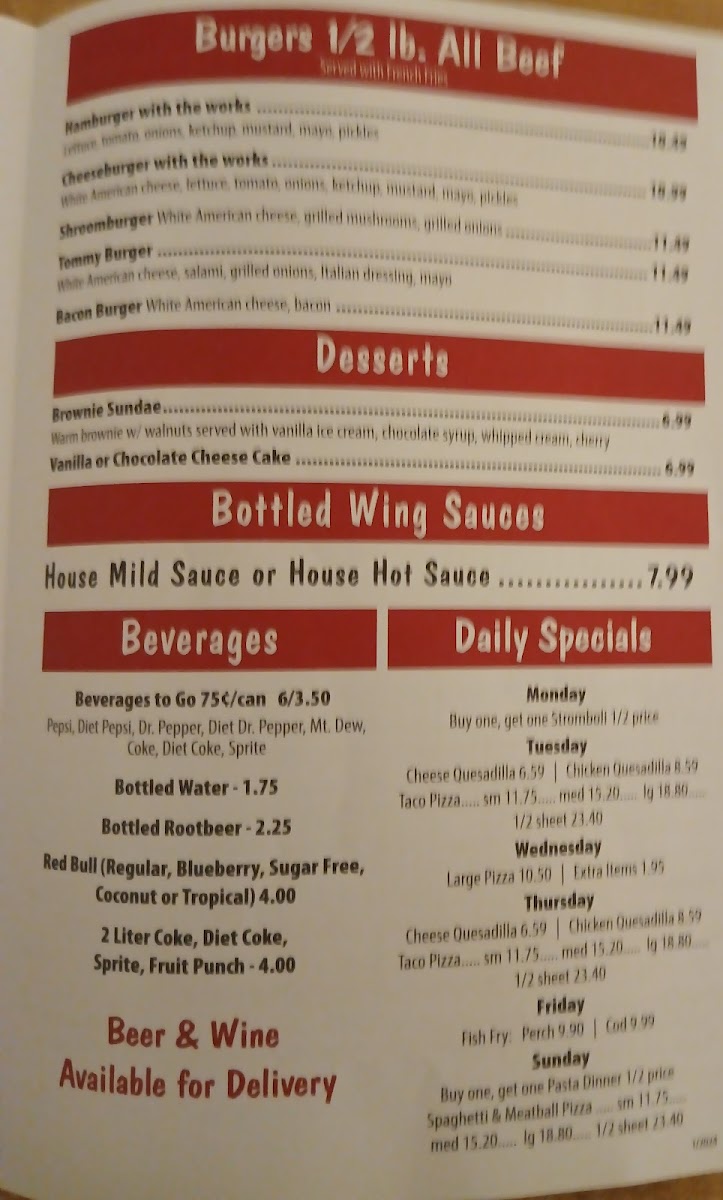 Burgers 1/2 lb. All Beef
Served with French Fries
Hamburger with the works .......... 10.49
Lettuce, tomato, onions, ketchup, mustard, mayo, pickles
Cheeseburger with the works .......... 10.99
White American cheese, lettuce, tomato, onions, ketchup, mustard, mayo, pickles
Shroomburger White American cheese, grilled mushrooms, grilled onions .......... 11.49
Tommy Burger .......... 11.49
White American cheese, salami, grilled onions, Italian dressing, mayo
Bacon Burger White American cheese, bacon .......... 11.49
Desserts
Brownie Sundae .......... 6.99
Warm brownie w/ walnuts served with vanilla ice cream, chocolate syrup, whipped cream, cherry
Vanilla or Chocolate Cheese Cake .......... 6.99
Bottled Wing Sauces
House Mild Sauce or House Hot Sauce ................ 7.99
Beverages
Beverages to Go 75¢/can 6/3.50
Pepsi, Diet Pepsi, Dr. Pepper, Diet Dr. Pepper, Mt. Dew,
Coke, Diet Coke, Sprite
Bottled Water - 1.75
Bottled Rootbeer - 2.25
Red Bull (Regular, Blueberry, Sugar Free,
Coconut or Tropical) 4.00
2 Liter Coke, Diet Coke,
Sprite, Fruit Punch - 4.00
Beer & Wine
Available for Delivery
Daily Specials
Monday
Buy one, get one Stromboli 1/2 price
Tuesday
Cheese Quesadilla 6.59 | Chicken Quesadilla 8.59
Taco Pizza..... sm 11.75..... med 15.20..... lg 18.80.....
1/2 sheet 23.40
Wednesday
Large Pizza 10.50 | Extra Items 1.95
Thursday
Cheese Quesadilla 6.59 | Chicken Quesadilla 8.59
Taco Pizza..... sm 11.75..... med 15.20..... lg 18.80.....
1/2 sheet 23.40
Friday
Fish Fry: Perch 9.90 | Cod 9.99
Sunday
Buy one, get one Pasta Dinner 1/2 price
Spaghetti & Meatball Pizza ..... sm 11.75.....
med 15.20..... lg 18.80..... 1/2 sheet 23.40